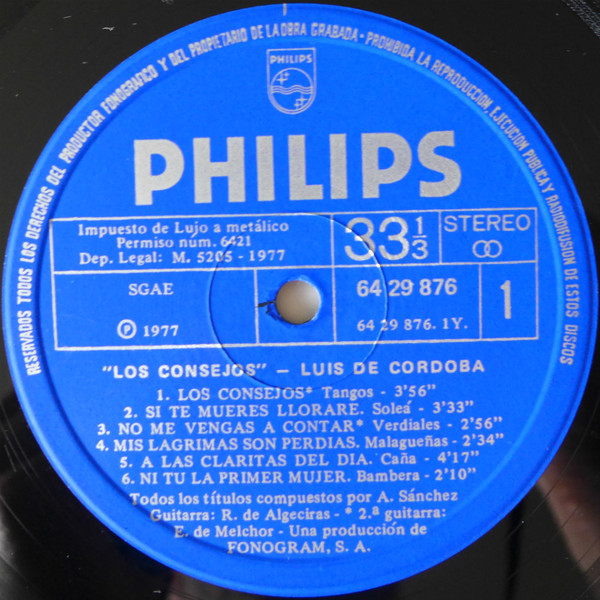 RESERVADOS TODOS LOS DERECHOS DEL PRODUCTOR FONOGRAFICO Y DEL PROPIETARIO DE LA OBRA GRABADA · PROHIBIDA LA REPRODUCCION, EJECUCION PUBLICA Y RADIODIFUSION DE ESTOS DISCOS
PHILIPS
PHILIPS
Impuesto de Lujo a metálico
Permiso núm. 6421
Dep. Legal: M. 5205 - 1977
33 1/3
STEREO
SGAE
Ⓟ 1977
64 29 876
64 29 876. 1Y.
1
"LOS CONSEJOS" – LUIS DE CORDOBA
1. LOS CONSEJOS* Tangos - 3'56"
2. SI TE MUERES LLORARE. Soleá - 3'33"
3. NO ME VENGAS A CONTAR* Verdiales - 2'56"
4. MIS LAGRIMAS SON PERDIAS. Malagueñas - 2'34"
5. A LAS CLARITAS DEL DIA. Caña - 4'17"
6. NI TU LA PRIMER MUJER. Bambera - 2'10"
Todos los títulos compuestos por A. Sánchez
Guitarra: R. de Algeciras - * 2.ª guitarra:
E. de Melchor - Una producción de
FONOGRAM, S. A.